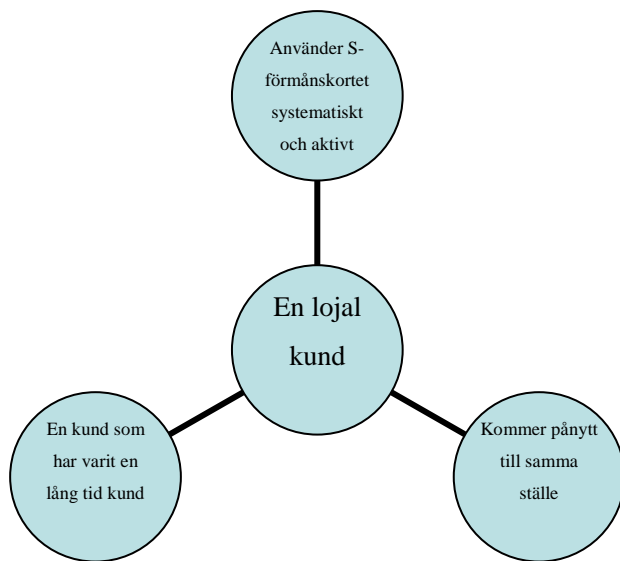 Använder S-
förmånskortet
systematiskt
och aktivt
En lojal
kund
En kund som
har varit en
lång tid kund
Kommer pånytt
till samma
ställe